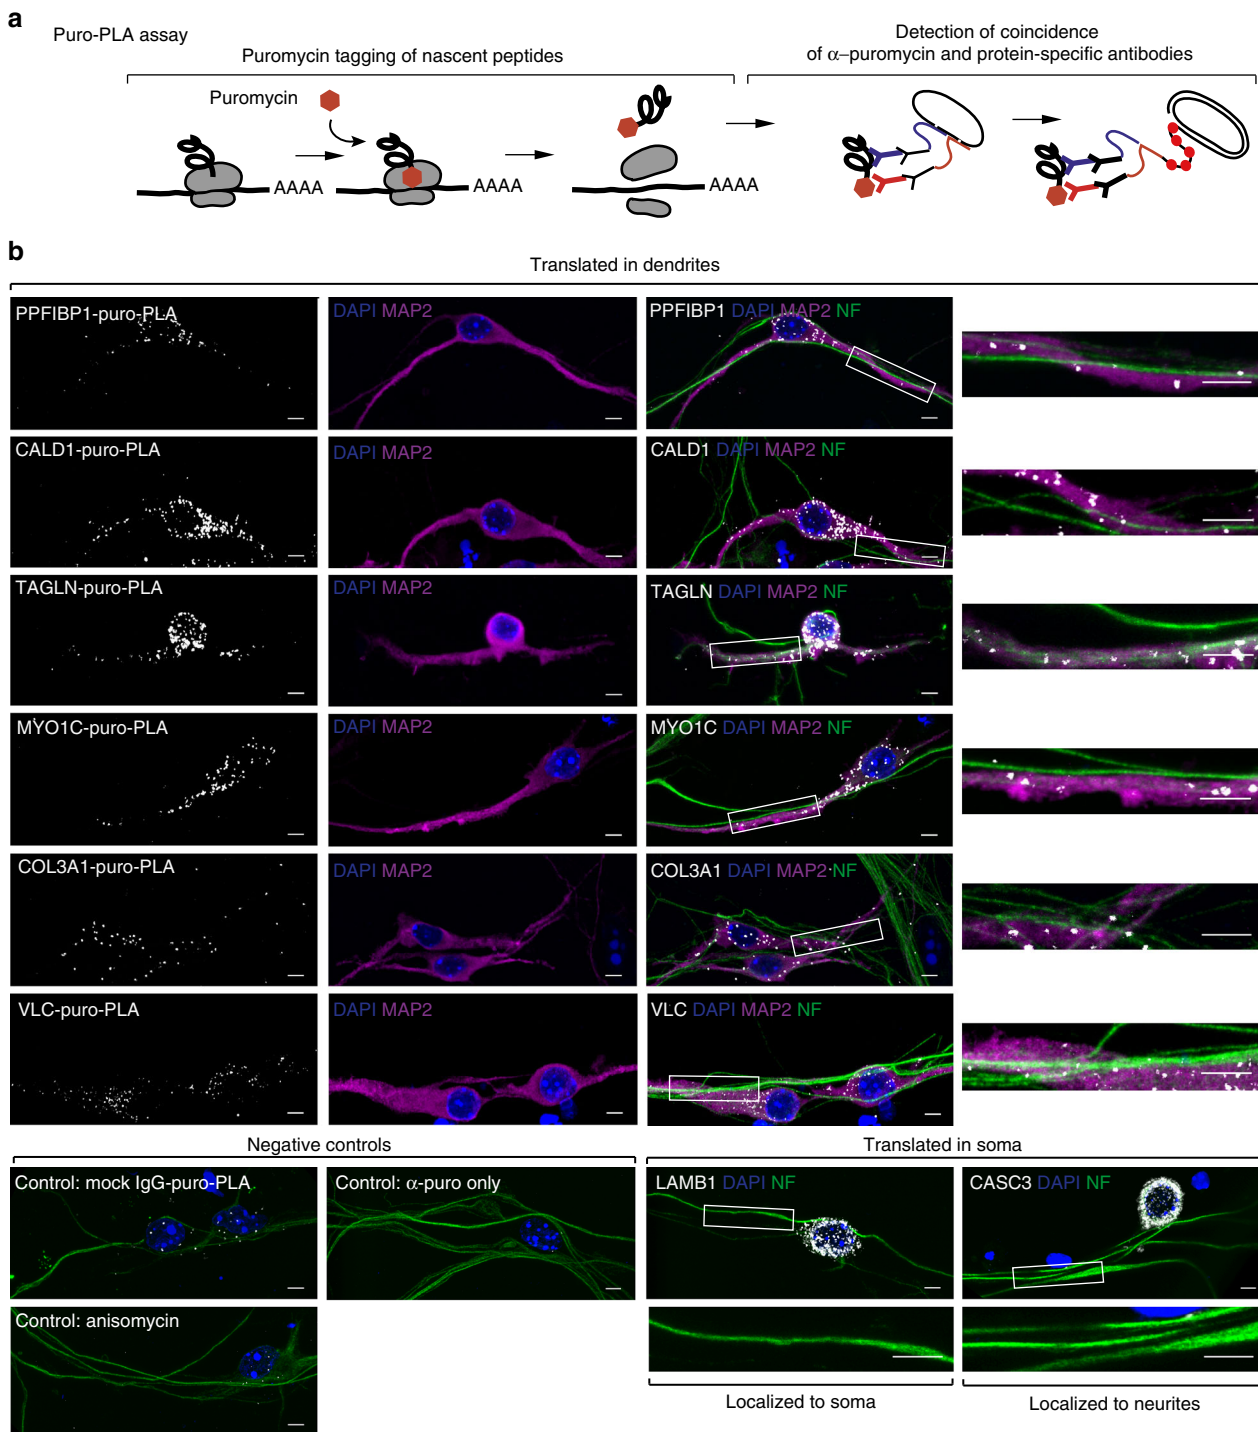 a
Puro-PLA assay
Puromycin tagging of nascent peptides
Detection of coincidence
of α–puromycin and protein-specific antibodies
Puromycin
AAAA
AAAA
AAAA
b
Translated in dendrites
PPFIBP1-puro-PLA
DAPI MAP2
PPFIBP1 DAPI MAP2 NF
CALD1-puro-PLA
DAPI MAP2
CALD1 DAPI MAP2 NF
TAGLN-puro-PLA
DAPI MAP2
TAGLN DAPI MAP2 NF
MYO1C-puro-PLA
DAPI MAP2
MYO1C DAPI MAP2 NF
COL3A1-puro-PLA
DAPI MAP2
COL3A1 DAPI MAP2 NF
VLC-puro-PLA
DAPI MAP2
VLC DAPI MAP2 NF
Negative controls
Translated in soma
Control: mock IgG-puro-PLA
Control: α-puro only
LAMB1 DAPI NF
CASC3 DAPI NF
Control: anisomycin
Localized to soma
Localized to neurites